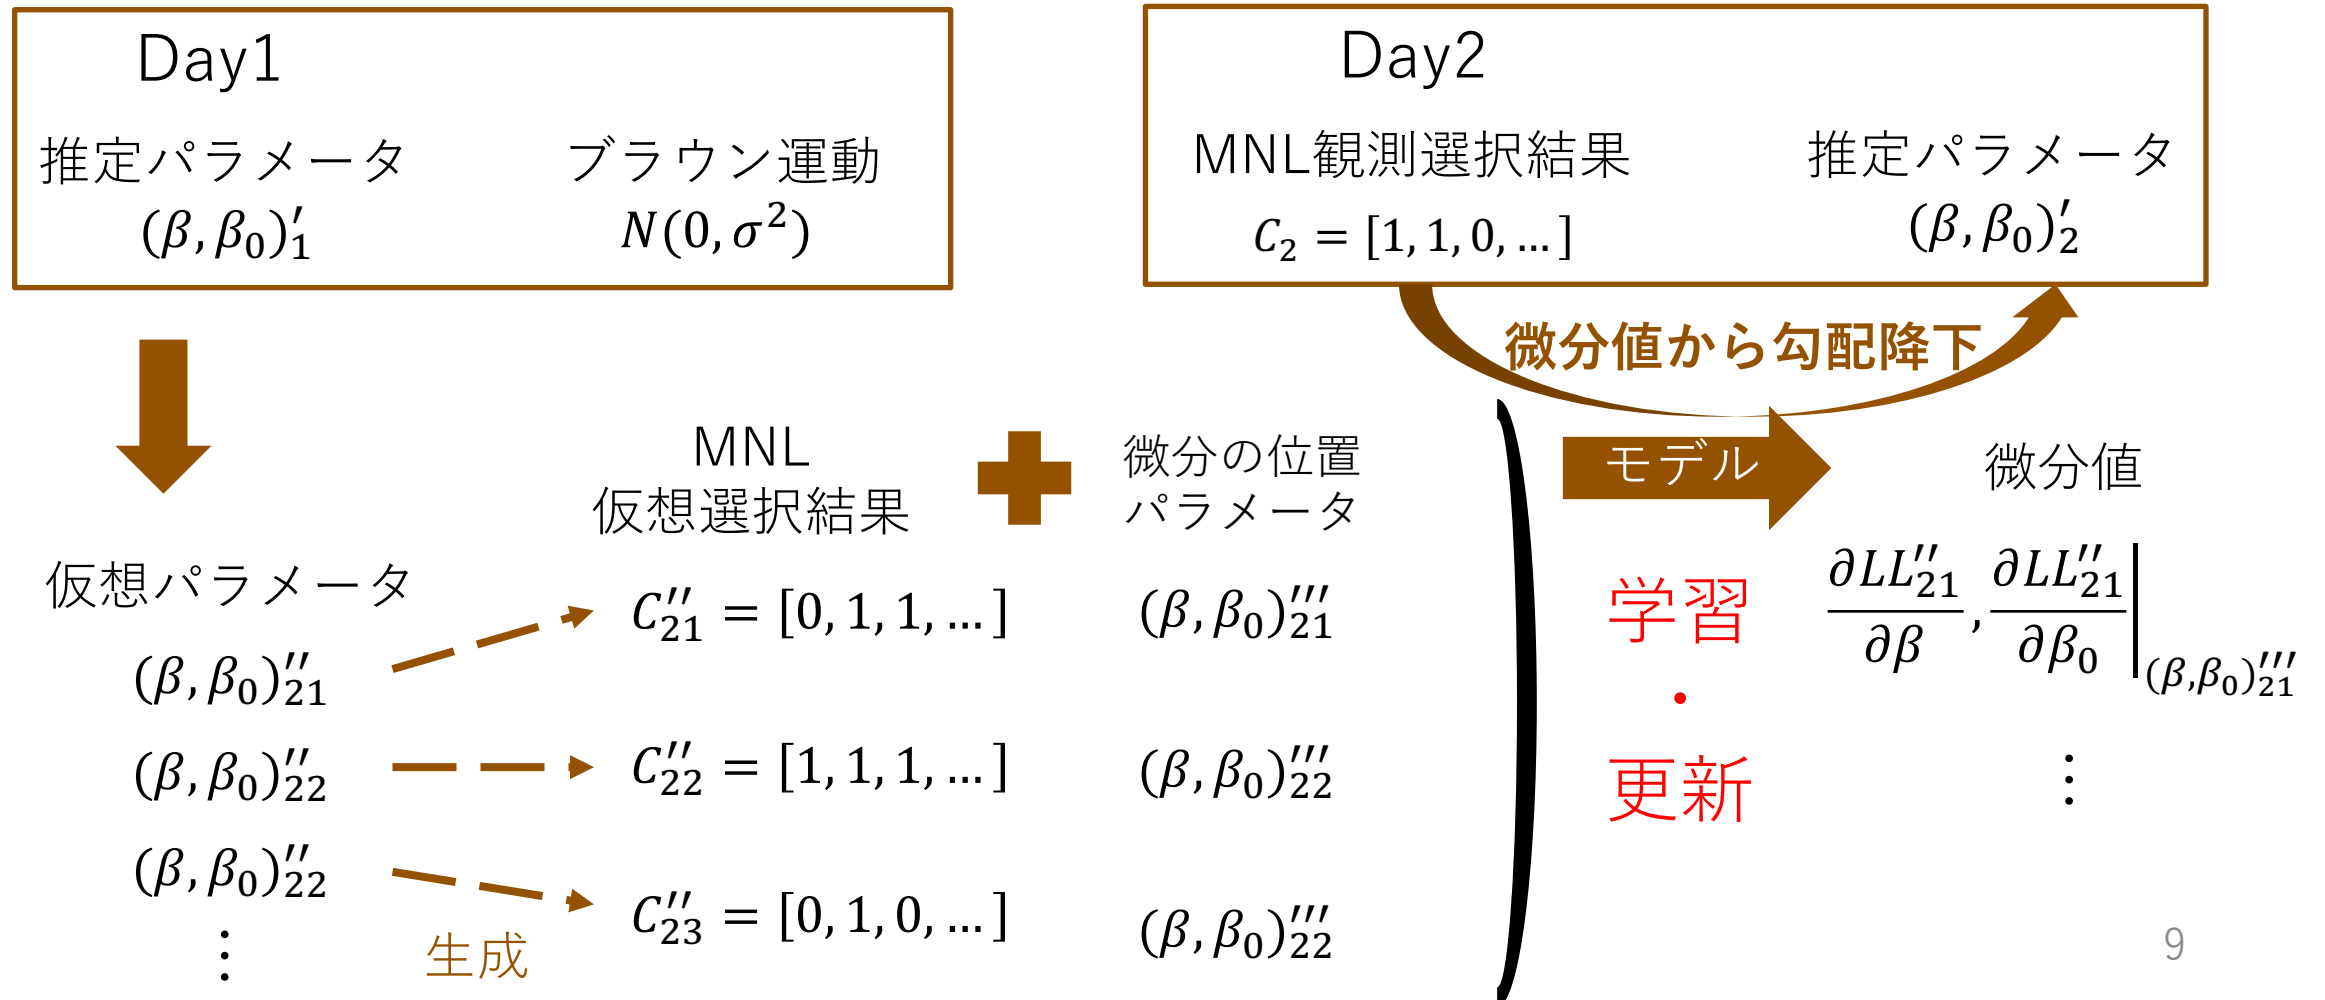 Day1
推定パラメータ ブラウン運動
(β, β₀)′₁ N(0, σ²)
Day2
MNL観測選択結果 推定パラメータ
C₂ = [1, 1, 0, … ] (β, β₀)′₂
微分値から勾配降下
仮想パラメータ
(β, β₀)″₂₁
(β, β₀)″₂₂
(β, β₀)″₂₂
⋮
生成
MNL
仮想選択結果
C″₂₁ = [0, 1, 1, … ]
C″₂₂ = [1, 1, 1, … ]
C″₂₃ = [0, 1, 0, … ]
微分の位置
パラメータ
(β, β₀)‴₂₁
(β, β₀)‴₂₂
(β, β₀)‴₂₂
モデル
学習
・
更新
微分値
∂LL″₂₁/∂β, ∂LL″₂₁/∂β₀|(β,β₀)‴₂₁
⋮
9